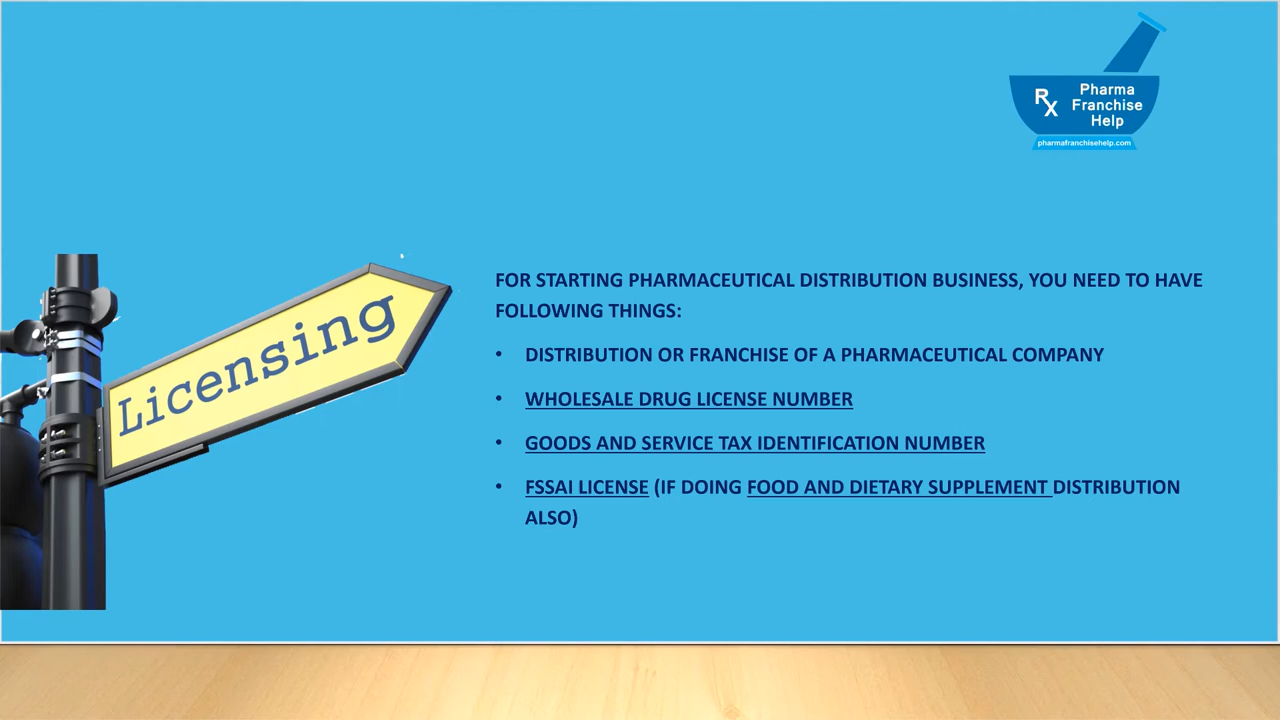 Rx
Pharma
Franchise
Help
pharmafranchisehelp.com
Licensing
FOR STARTING PHARMACEUTICAL DISTRIBUTION BUSINESS, YOU NEED TO HAVE
FOLLOWING THINGS:
• DISTRIBUTION OR FRANCHISE OF A PHARMACEUTICAL COMPANY
• WHOLESALE DRUG LICENSE NUMBER
• GOODS AND SERVICE TAX IDENTIFICATION NUMBER
• FSSAI LICENSE (IF DOING FOOD AND DIETARY SUPPLEMENT DISTRIBUTION
ALSO)